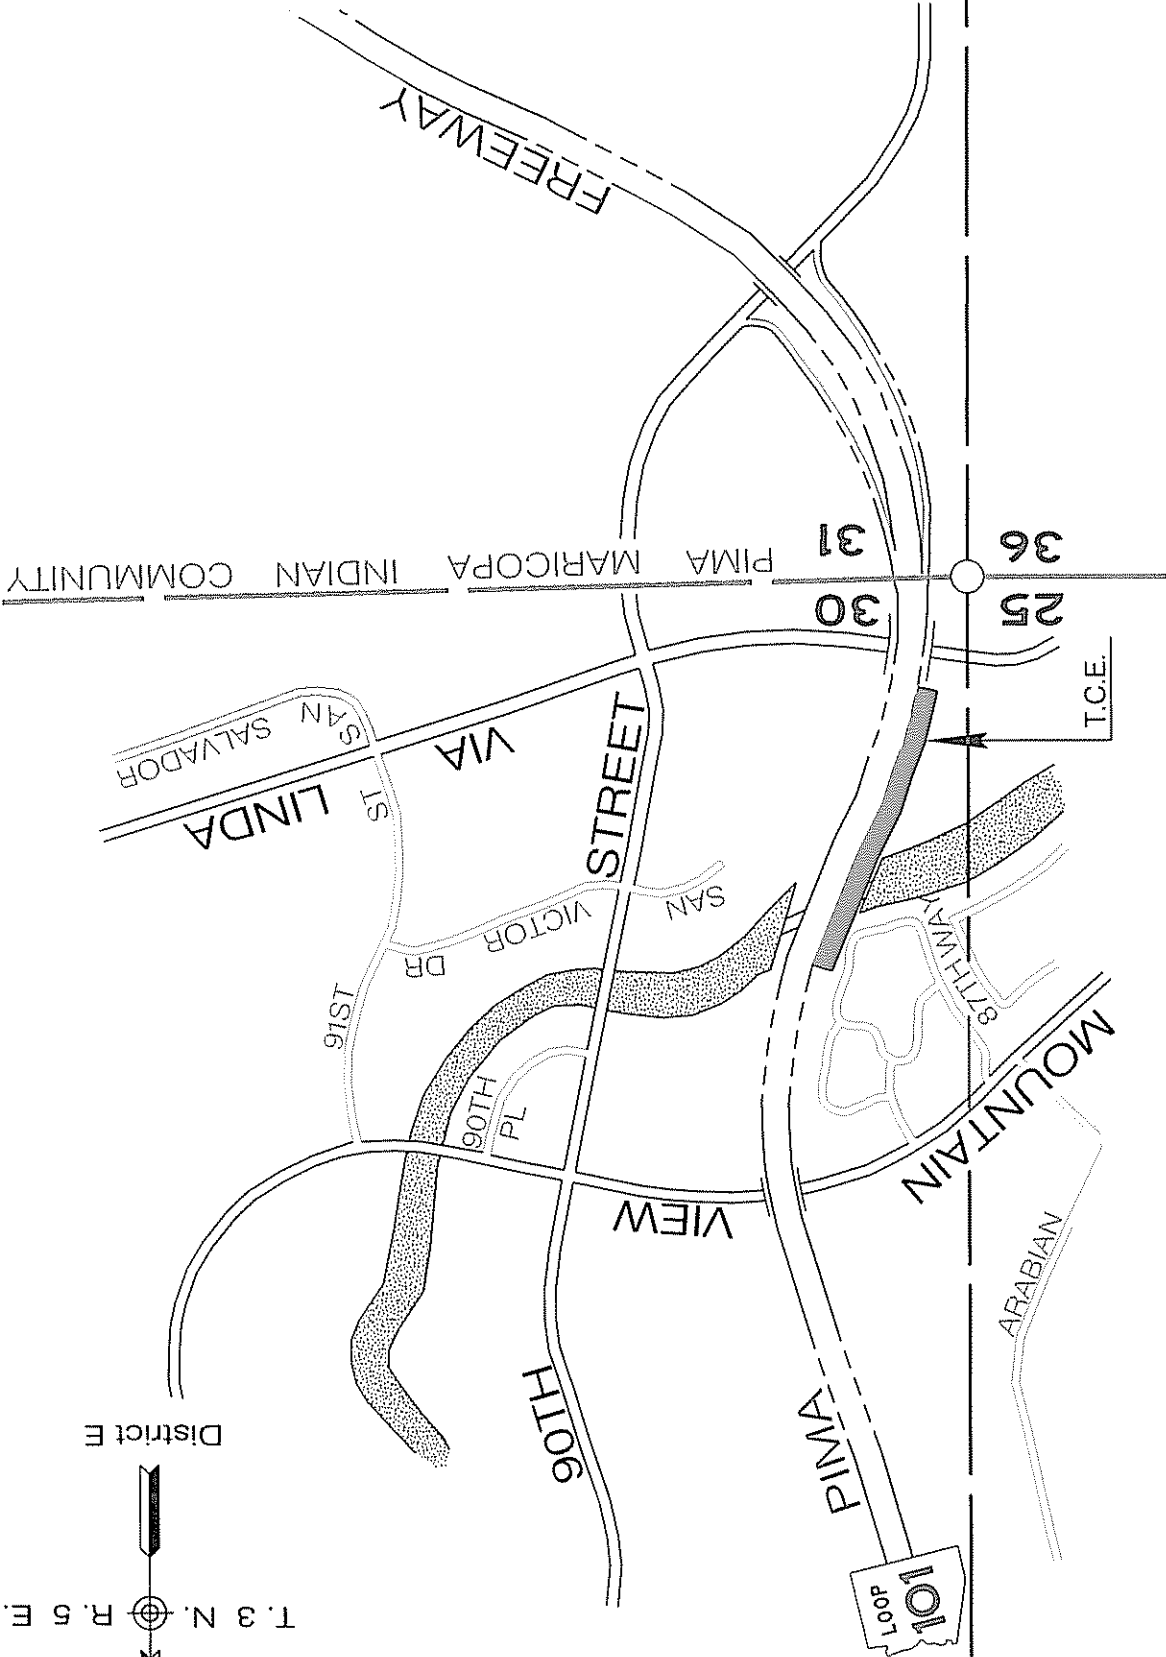 T. 3 N. R. 5 E.
District E
LOOP
101
PIMA
90TH
ARABIAN
VIEW
MOUNTAIN
90TH
PL
91ST
87TH WAY
DR
VICTOR
SAN
STREET
LINDA
VIA
ST
SAN
SALVADOR
T.C.E.
30
25
PIMA MARICOPA INDIAN COMMUNITY
31
36
FREEWAY